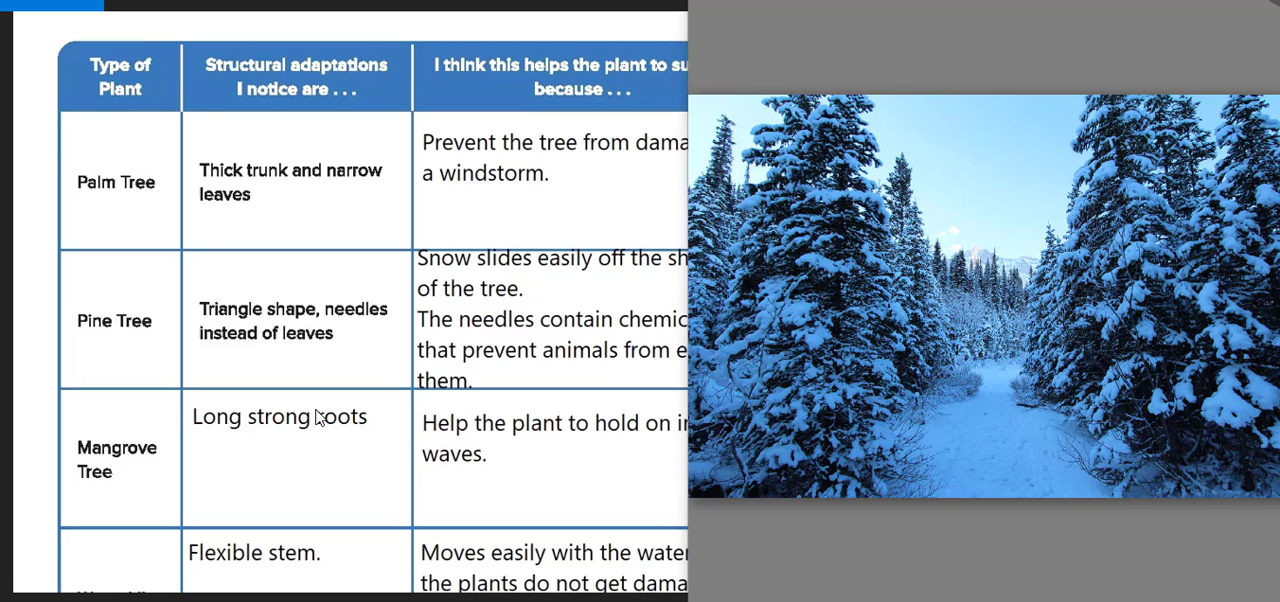 Type of
Plant
Structural adaptations
I notice are . . .
I think this helps the plant to su
because . . .
Palm Tree
Thick trunk and narrow
leaves
Prevent the tree from dama
a windstorm.
Pine Tree
Triangle shape, needles
instead of leaves
Snow slides easily off the sh
of the tree.
The needles contain chemic
that prevent animals from e
them.
Mangrove
Tree
Long strong roots
Help the plant to hold on in
waves.
Flexible stem.
Moves easily with the water
the plants do not get dama